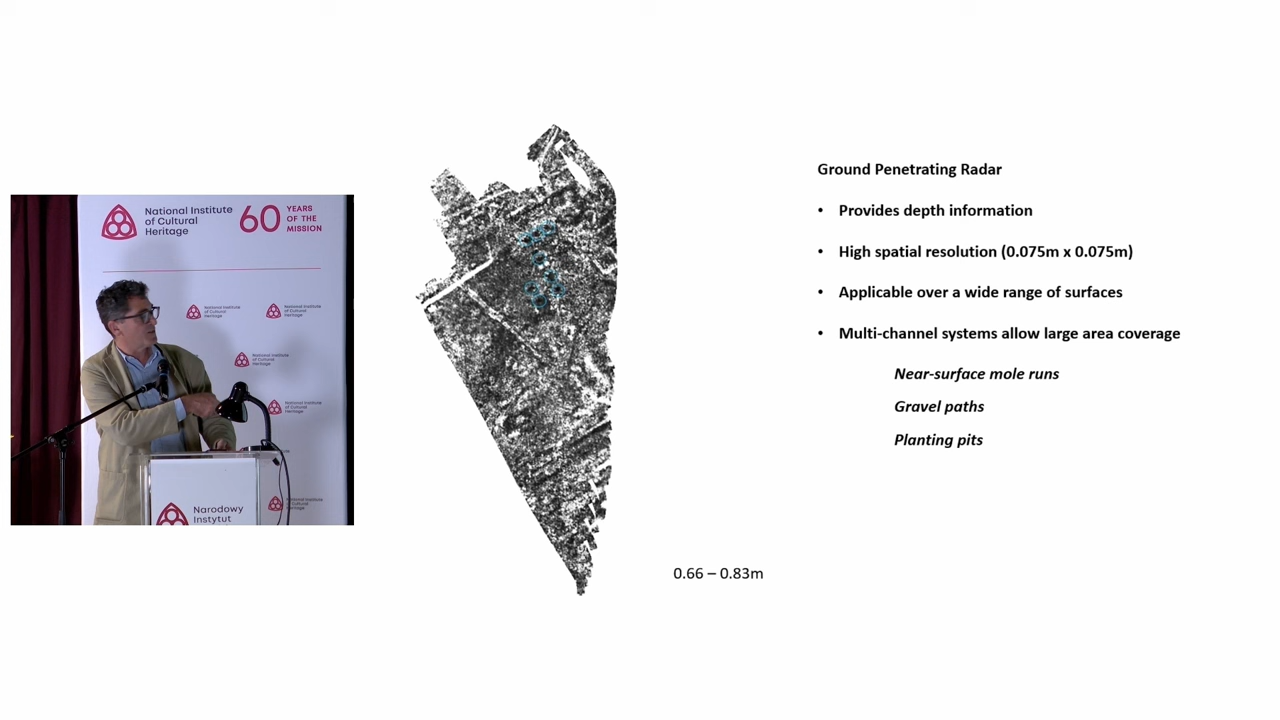 National Institute
of Cultural
Heritage
60 YEARS
OF THE
MISSION
National Institute
of Cultural
Heritage
National Institute
of Cultural
Heritage
National Institute
of Cultural
Heritage
National Institute
of Cultural
Heritage
Narodowy
Instytut
Ground Penetrating Radar
• Provides depth information
• High spatial resolution (0.075m x 0.075m)
• Applicable over a wide range of surfaces
• Multi-channel systems allow large area coverage
Near-surface mole runs
Gravel paths
Planting pits
0.66 – 0.83m